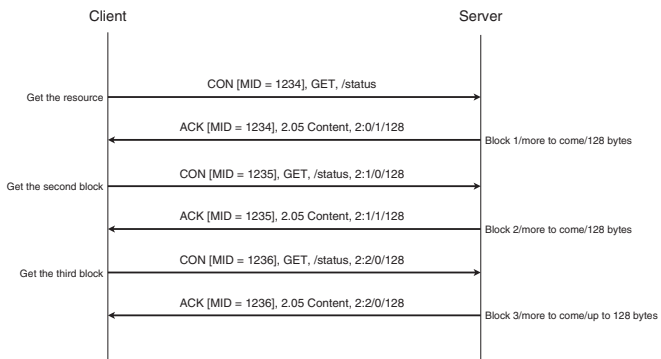 Client Server
CON [MID = 1234], GET, /status
Get the resource
ACK [MID = 1234], 2.05 Content, 2:0/1/128
Block 1/more to come/128 bytes
CON [MID = 1235], GET, /status, 2:1/0/128
Get the second block
ACK [MID = 1235], 2.05 Content, 2:1/1/128
Block 2/more to come/128 bytes
CON [MID = 1236], GET, /status, 2:2/0/128
Get the third block
ACK [MID = 1236], 2.05 Content, 2:2/0/128
Block 3/more to come/up to 128 bytes